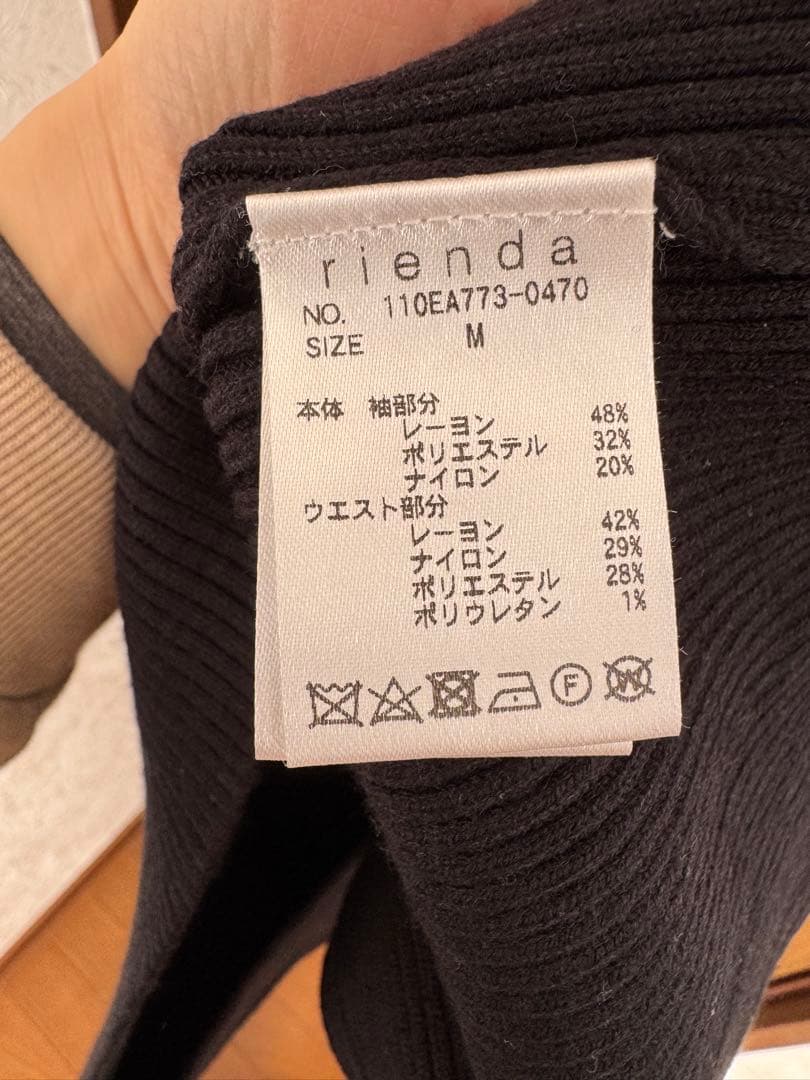 rienda
NO. 110EA773-0470
SIZE M
本体 袖部分
レーヨン 48%
ポリエステル 32%
ナイロン 20%
ウエスト部分
レーヨン 42%
ナイロン 29%
ポリエステル 28%
ポリウレタン 1%
F W